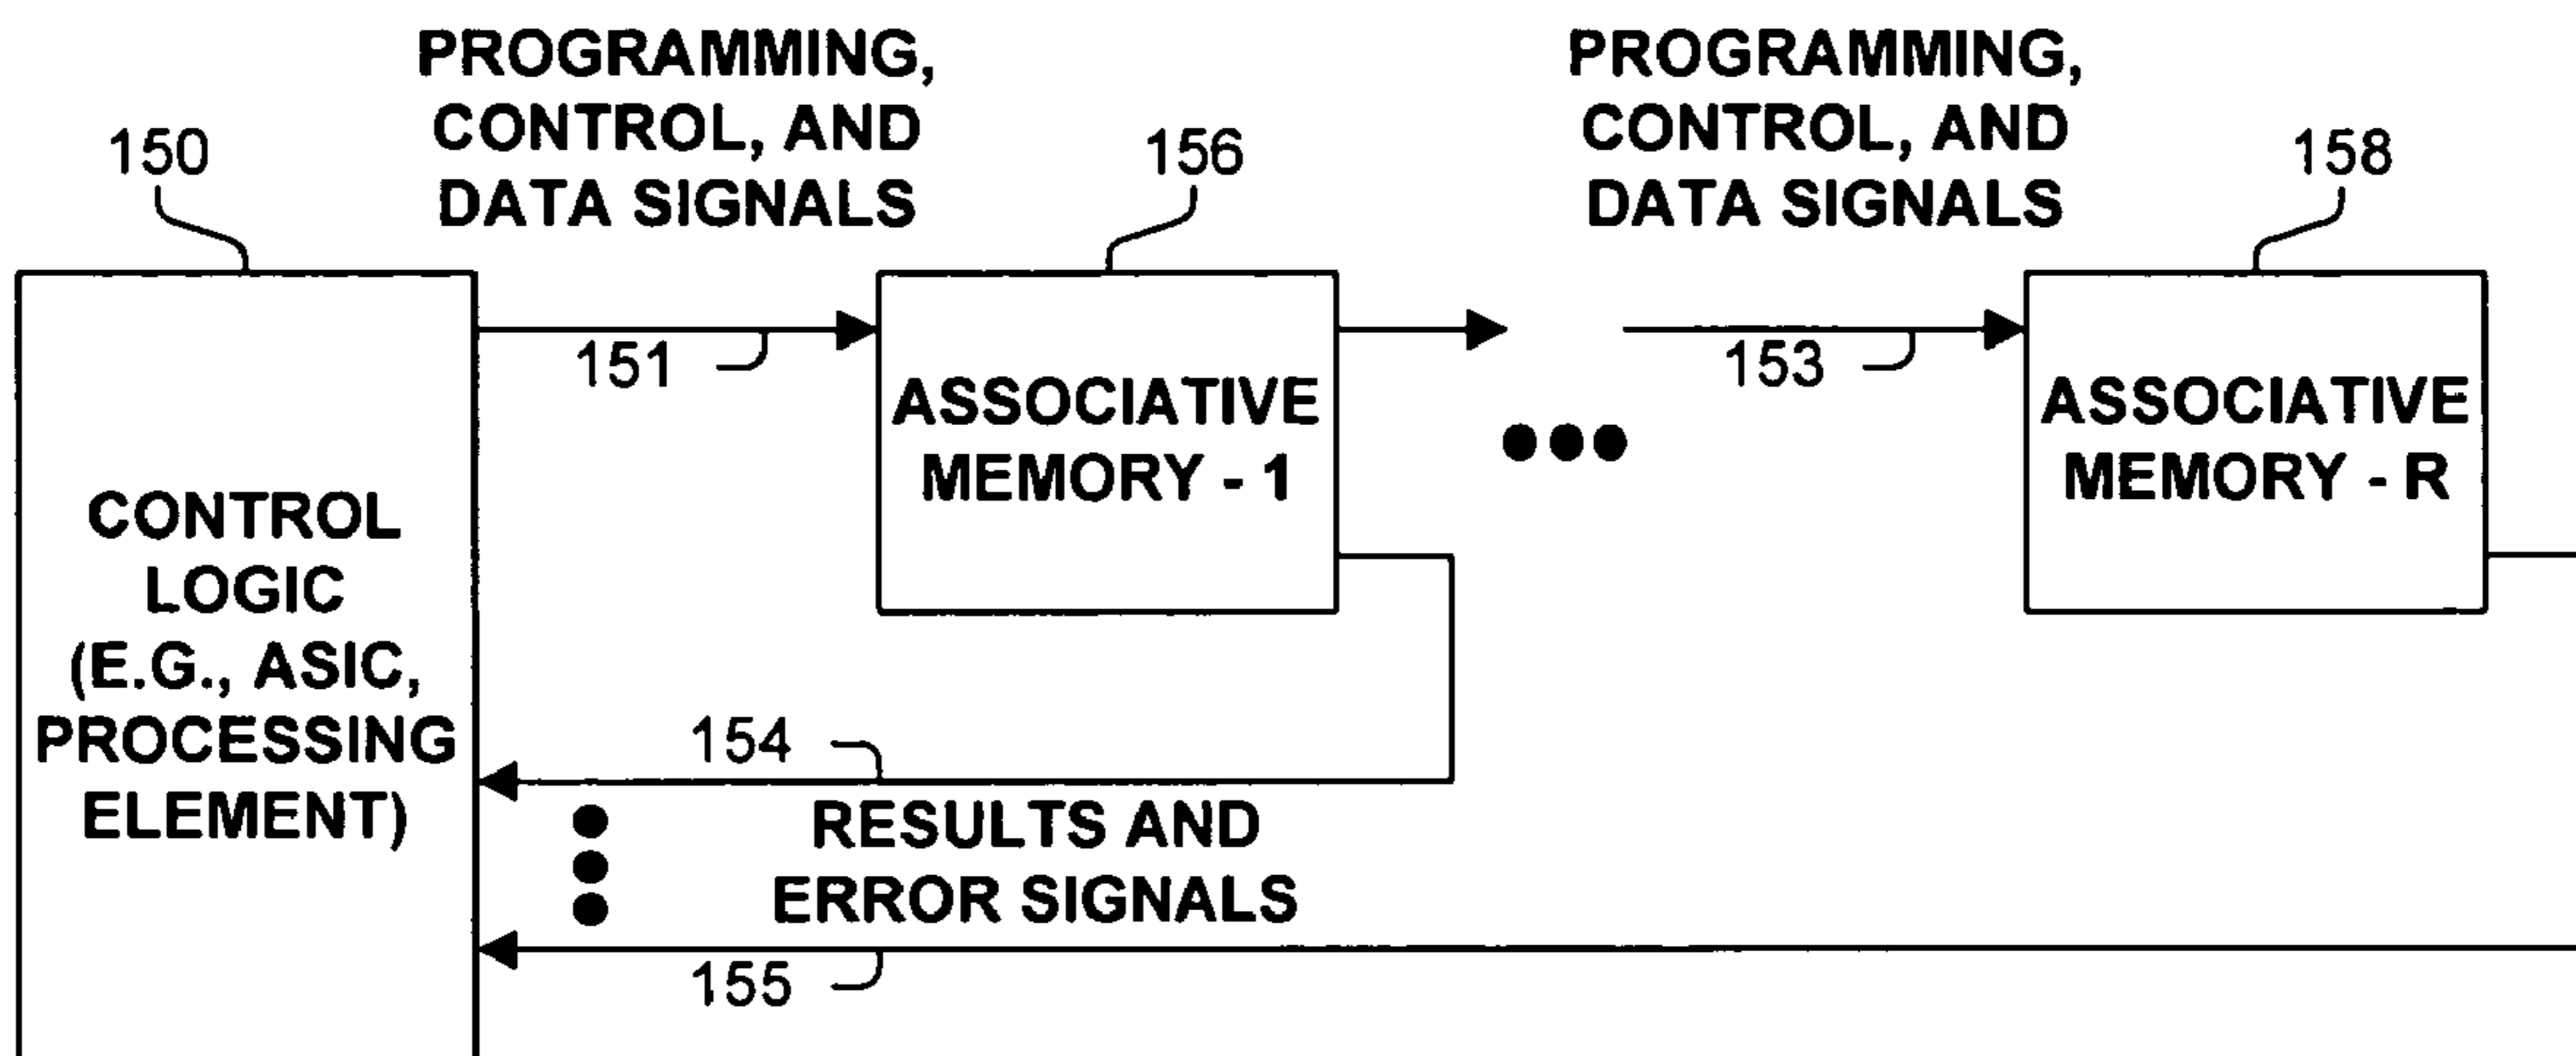 PROGRAMMING,
CONTROL, AND
DATA SIGNALS
PROGRAMMING,
CONTROL, AND
DATA SIGNALS
150
156
158
151
153
ASSOCIATIVE
MEMORY - 1
ASSOCIATIVE
MEMORY - R
CONTROL
LOGIC
(E.G., ASIC,
PROCESSING
ELEMENT)
154
RESULTS AND
ERROR SIGNALS
155